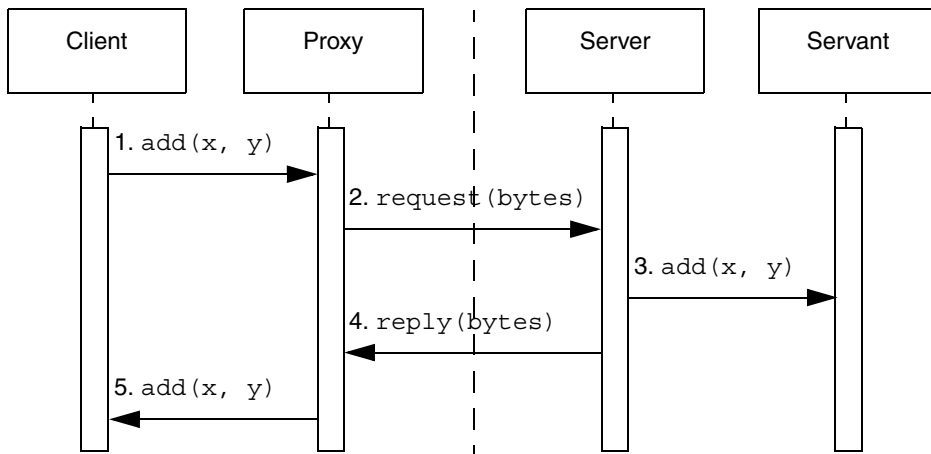 Client
Proxy
Server
Servant
1. add(x, y)
2. request(bytes)
3. add(x, y)
4. reply(bytes)
5. add(x, y)